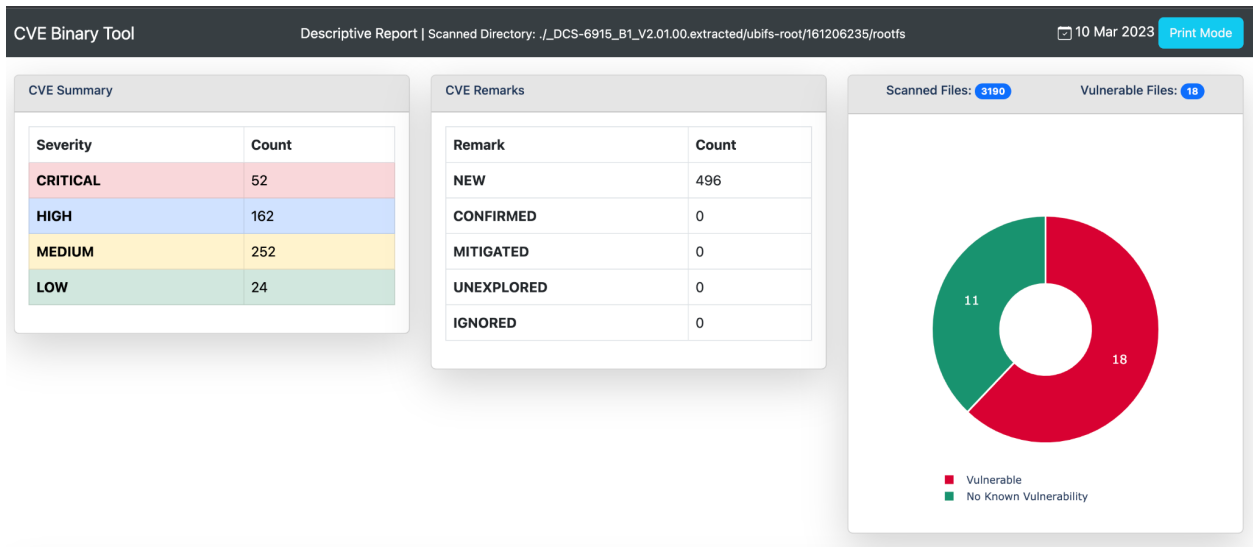 CVE Binary Tool
Descriptive Report | Scanned Directory: ./_DCS-6915_B1_V2.01.00.extracted/ubifs-root/161206235/rootfs
10 Mar 2023 Print Mode
CVE Summary
Severity Count
CRITICAL 52
HIGH 162
MEDIUM 252
LOW 24
CVE Remarks
Remark Count
NEW 496
CONFIRMED 0
MITIGATED 0
UNEXPLORED 0
IGNORED 0
Scanned Files: 3190 Vulnerable Files: 18
11
18
Vulnerable
No Known Vulnerability